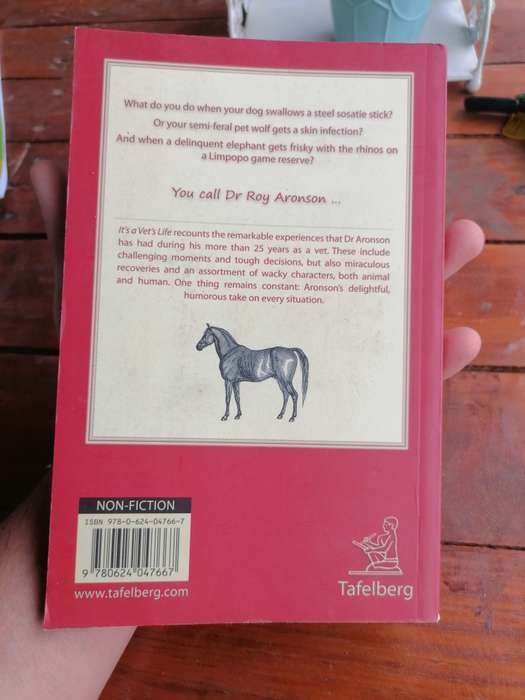 What do you do when your dog swallows a steel sosatie stick?
Or your semi-feral pet wolf gets a skin infection?
And when a delinquent elephant gets frisky with the rhinos on
a Limpopo game reserve?
You call Dr Roy Aronson ...
It's a Vet's Life recounts the remarkable experiences that Dr Aronson
has had during his more than 25 years as a vet. These include
challenging moments and tough decisions, but also miraculous
recoveries and an assortment of wacky characters, both animal
and human. One thing remains constant: Aronson's delightful,
humorous take on every situation.
NON-FICTION
ISBN 978-0-624-04766-7
9 780624 047667
www.tafelberg.com
Tafelberg